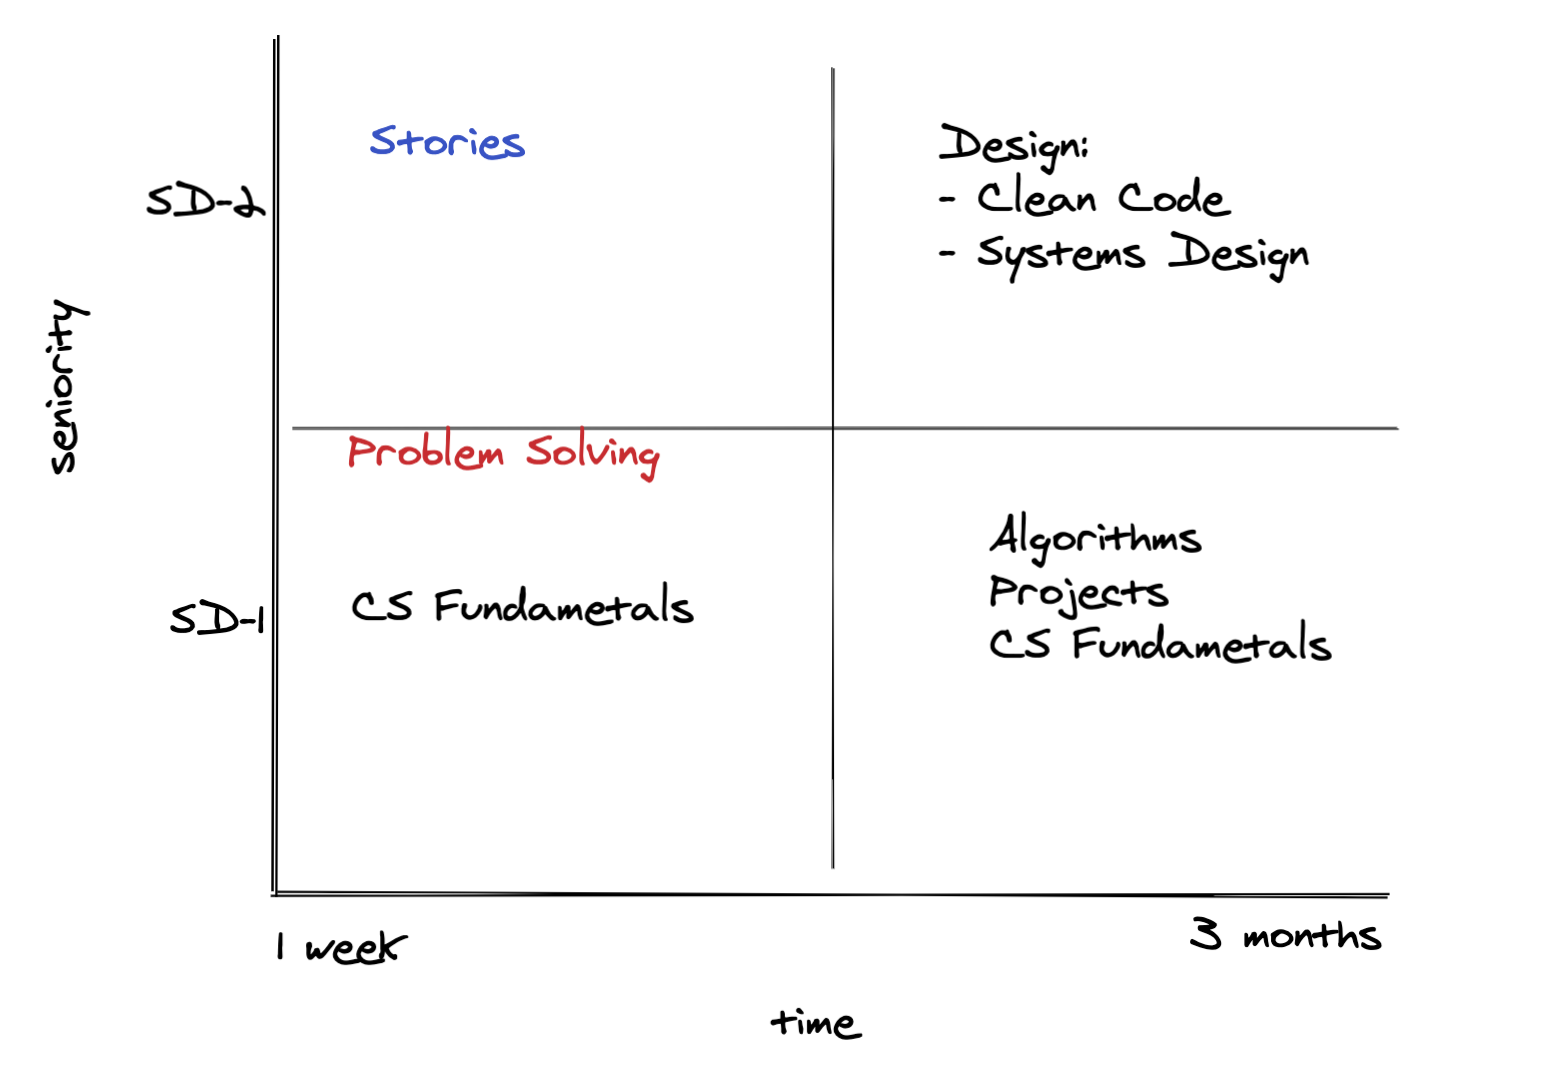 Stories
Design:
- Clean Code
- Systems Design
SD-2
seniority
Problem Solving
Algorithms
Projects
CS Fundametals
CS Fundametals
SD-1
1 week
3 months
time